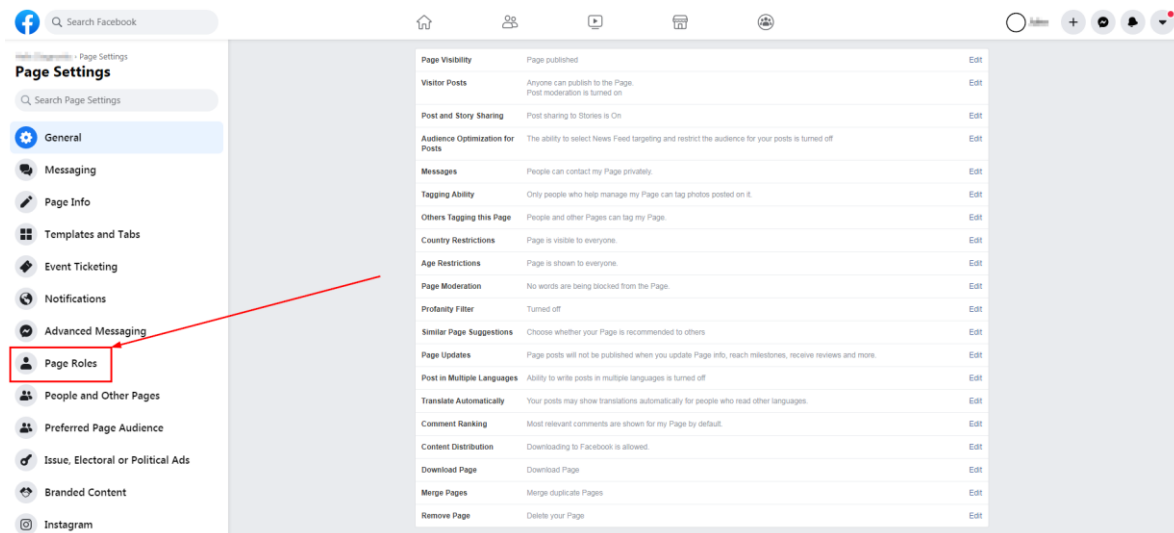 Search Facebook
Page Settings
Page Settings
Search Page Settings
General
Messaging
Page Info
Templates and Tabs
Event Ticketing
Notifications
Advanced Messaging
Page Roles
People and Other Pages
Preferred Page Audience
Issue, Electoral or Political Ads
Branded Content
Instagram
Page Visibility Page published Edit
Visitor Posts Anyone can publish to the Page. Edit
Post moderation is turned on
Post and Story Sharing Post sharing to Stories is On Edit
Audience Optimization for The ability to select News Feed targeting and restrict the audience for your posts is turned off Edit
Posts
Messages People can contact my Page privately. Edit
Tagging Ability Only people who help manage my Page can tag photos posted on it. Edit
Others Tagging this Page People and other Pages can tag my Page. Edit
Country Restrictions Page is visible to everyone. Edit
Age Restrictions Page is shown to everyone. Edit
Page Moderation No words are being blocked from the Page. Edit
Profanity Filter Turned off Edit
Similar Page Suggestions Choose whether your Page is recommended to others Edit
Page Updates Page posts will not be published when you update Page info, reach milestones, receive reviews and more. Edit
Post in Multiple Languages Ability to write posts in multiple languages is turned off Edit
Translate Automatically Your posts may show translations automatically for people who read other languages. Edit
Comment Ranking Most relevant comments are shown for my Page by default. Edit
Content Distribution Downloading to Facebook is allowed. Edit
Download Page Download Page Edit
Merge Pages Merge duplicate Pages Edit
Remove Page Delete your Page Edit